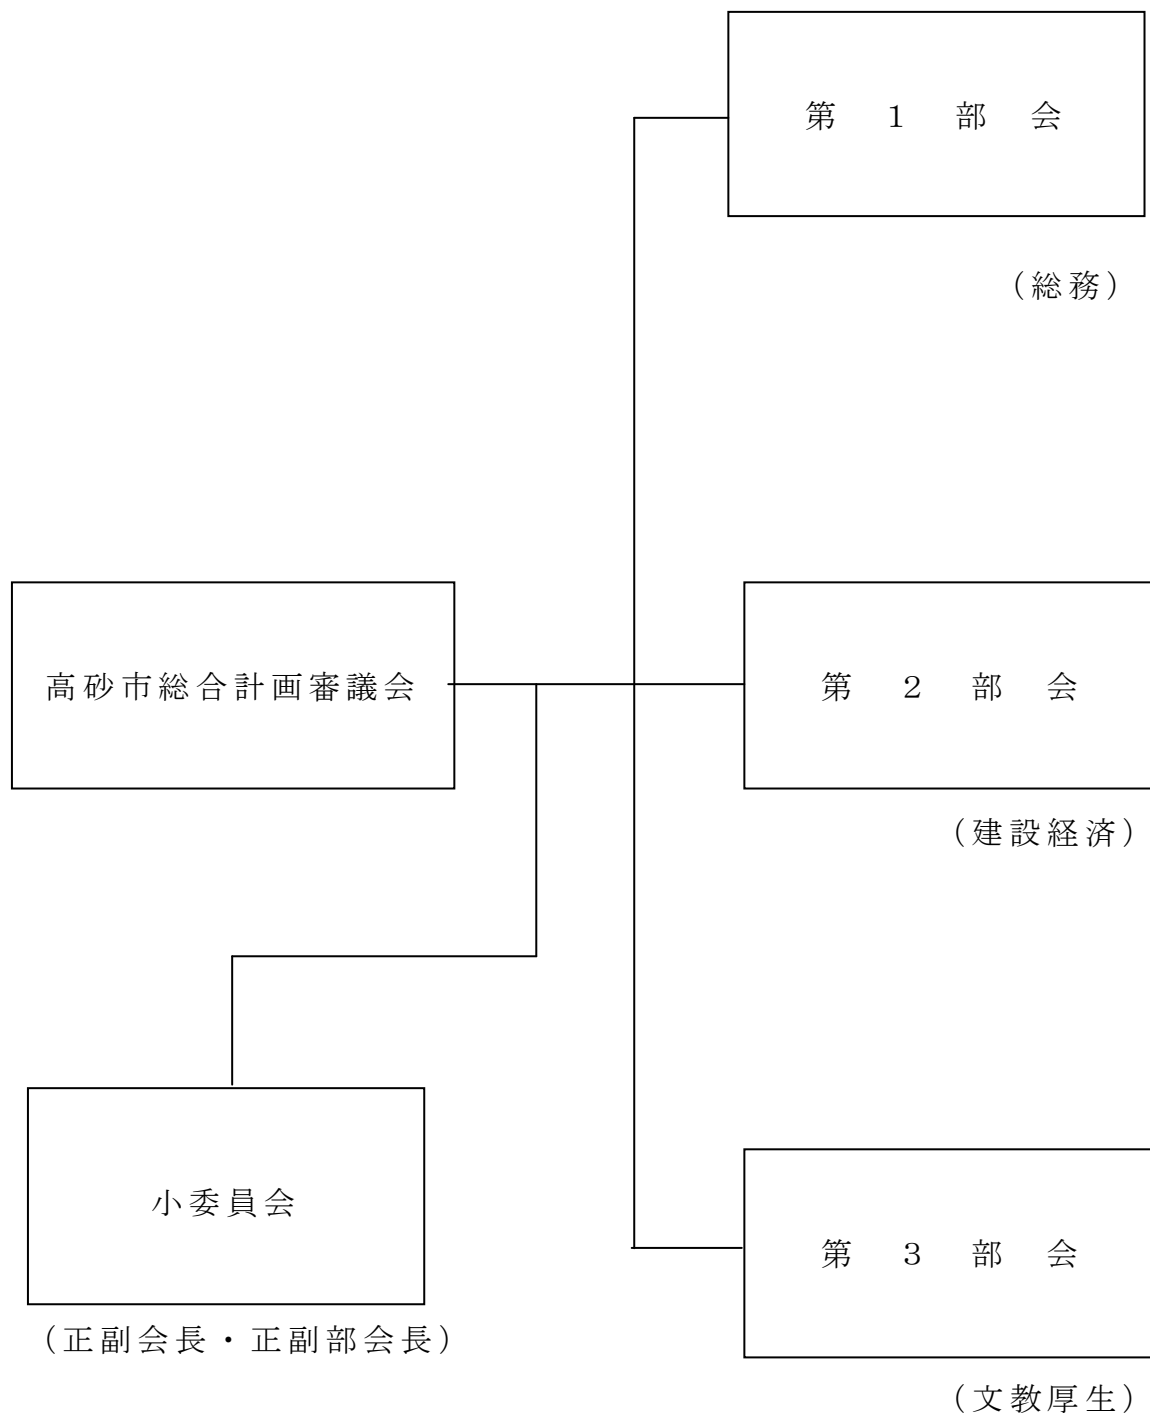 第　１　部　会
（総務）
高砂市総合計画審議会
第　２　部　会
（建設経済）
小委員会
（正副会長・正副部会長）
第　３　部　会
（文教厚生）